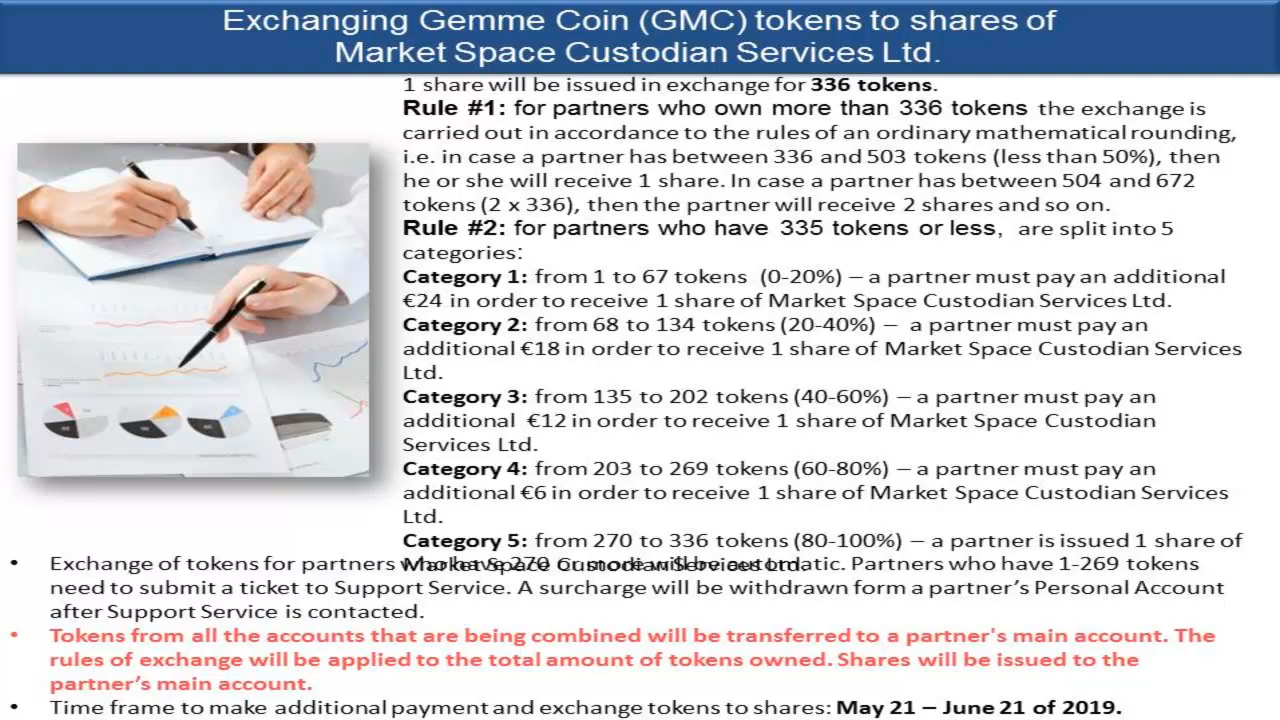 Exchanging Gemme Coin (GMC) tokens to shares of
Market Space Custodian Services Ltd.
1 share will be issued in exchange for 336 tokens.
Rule #1: for partners who own more than 336 tokens the exchange is
carried out in accordance to the rules of an ordinary mathematical rounding,
i.e. in case a partner has between 336 and 503 tokens (less than 50%), then
he or she will receive 1 share. In case a partner has between 504 and 672
tokens (2 x 336), then the partner will receive 2 shares and so on.
Rule #2: for partners who have 335 tokens or less, are split into 5
categories:
Category 1: from 1 to 67 tokens (0-20%) – a partner must pay an additional
€24 in order to receive 1 share of Market Space Custodian Services Ltd.
Category 2: from 68 to 134 tokens (20-40%) – a partner must pay an
additional €18 in order to receive 1 share of Market Space Custodian Services
Ltd.
Category 3: from 135 to 202 tokens (40-60%) – a partner must pay an
additional €12 in order to receive 1 share of Market Space Custodian
Services Ltd.
Category 4: from 203 to 269 tokens (60-80%) – a partner must pay an
additional €6 in order to receive 1 share of Market Space Custodian Services
Ltd.
Category 5: from 270 to 336 tokens (80-100%) – a partner is issued 1 share of
Market Space Custodian Services Ltd.
• Exchange of tokens for partners who have 270 or more will be automatic. Partners who have 1-269 tokens
need to submit a ticket to Support Service. A surcharge will be withdrawn form a partner's Personal Account
after Support Service is contacted.
• Tokens from all the accounts that are being combined will be transferred to a partner's main account. The
rules of exchange will be applied to the total amount of tokens owned. Shares will be issued to the
partner's main account.
• Time frame to make additional payment and exchange tokens to shares: May 21 – June 21 of 2019.